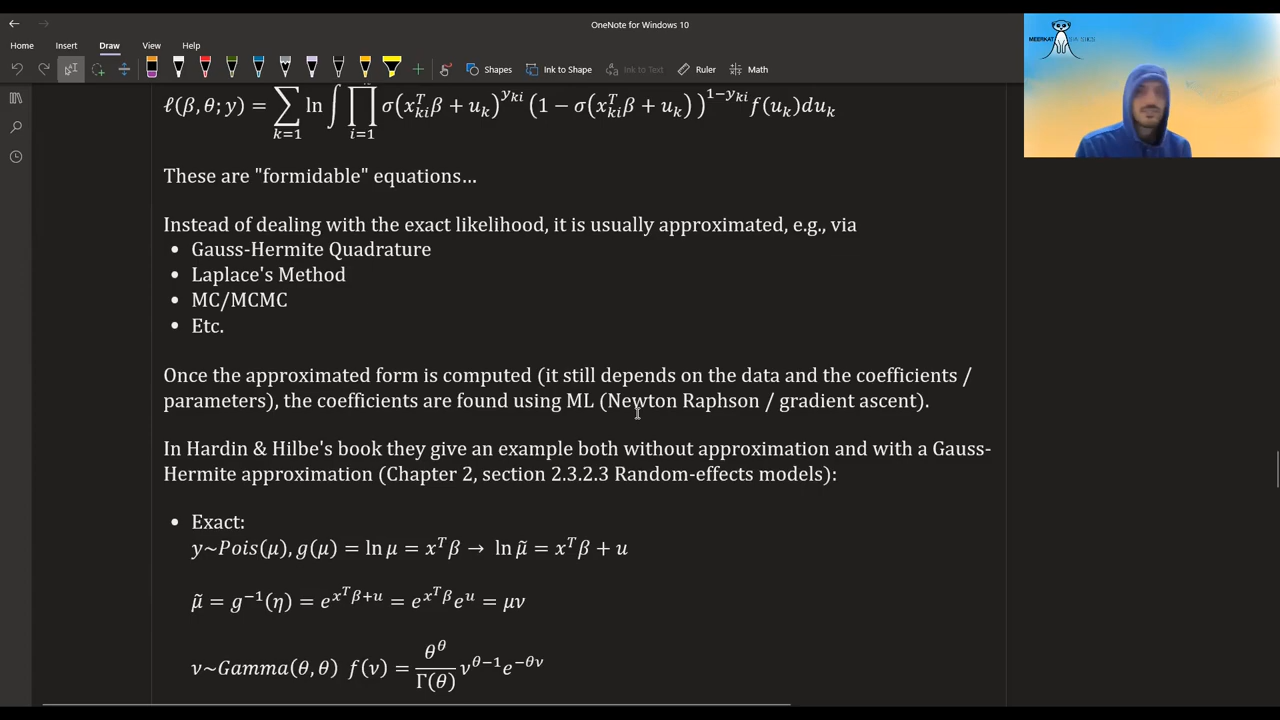 OneNote for Windows 10
Home Insert Draw View Help
Shapes Ink to Shape Ink to Text Ruler Math
MEERKAT STATISTICS
ℓ(β, θ; y) = ∑_{k=1} ln ∫ ∏_{i=1} σ(x_{ki}^T β + u_k)^{y_{ki}} (1 − σ(x_{ki}^T β + u_k))^{1−y_{ki}} f(u_k)du_k
These are "formidable" equations…
Instead of dealing with the exact likelihood, it is usually approximated, e.g., via
• Gauss-Hermite Quadrature
• Laplace's Method
• MC/MCMC
• Etc.
Once the approximated form is computed (it still depends on the data and the coefficients /
parameters), the coefficients are found using ML (Newton Raphson / gradient ascent).
In Hardin & Hilbe's book they give an example both without approximation and with a Gauss-
Hermite approximation (Chapter 2, section 2.3.2.3 Random-effects models):
• Exact:
y~Pois(μ), g(μ) = ln μ = x^T β → ln μ̃ = x^T β + u
μ̃ = g^{−1}(η) = e^{x^T β+u} = e^{x^T β} e^u = μν
ν~Gamma(θ, θ) f(ν) = θ^θ / Γ(θ) ν^{θ−1} e^{−θν}